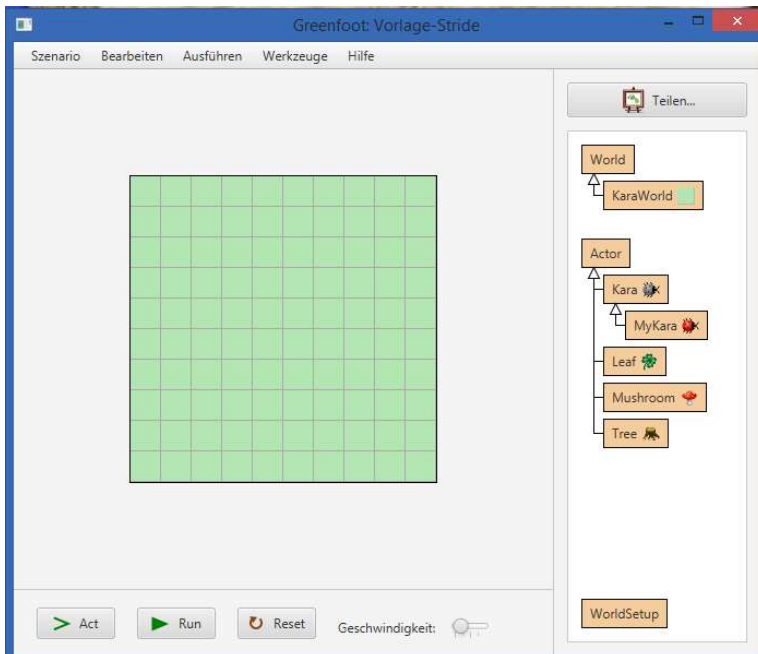 Greenfoot: Vorlage-Stride
Szenario Bearbeiten Ausführen Werkzeuge Hilfe
Teilen...
World
KaraWorld
Actor
Kara
MyKara
Leaf
Mushroom
Tree
WorldSetup
Act Run Reset Geschwindigkeit: